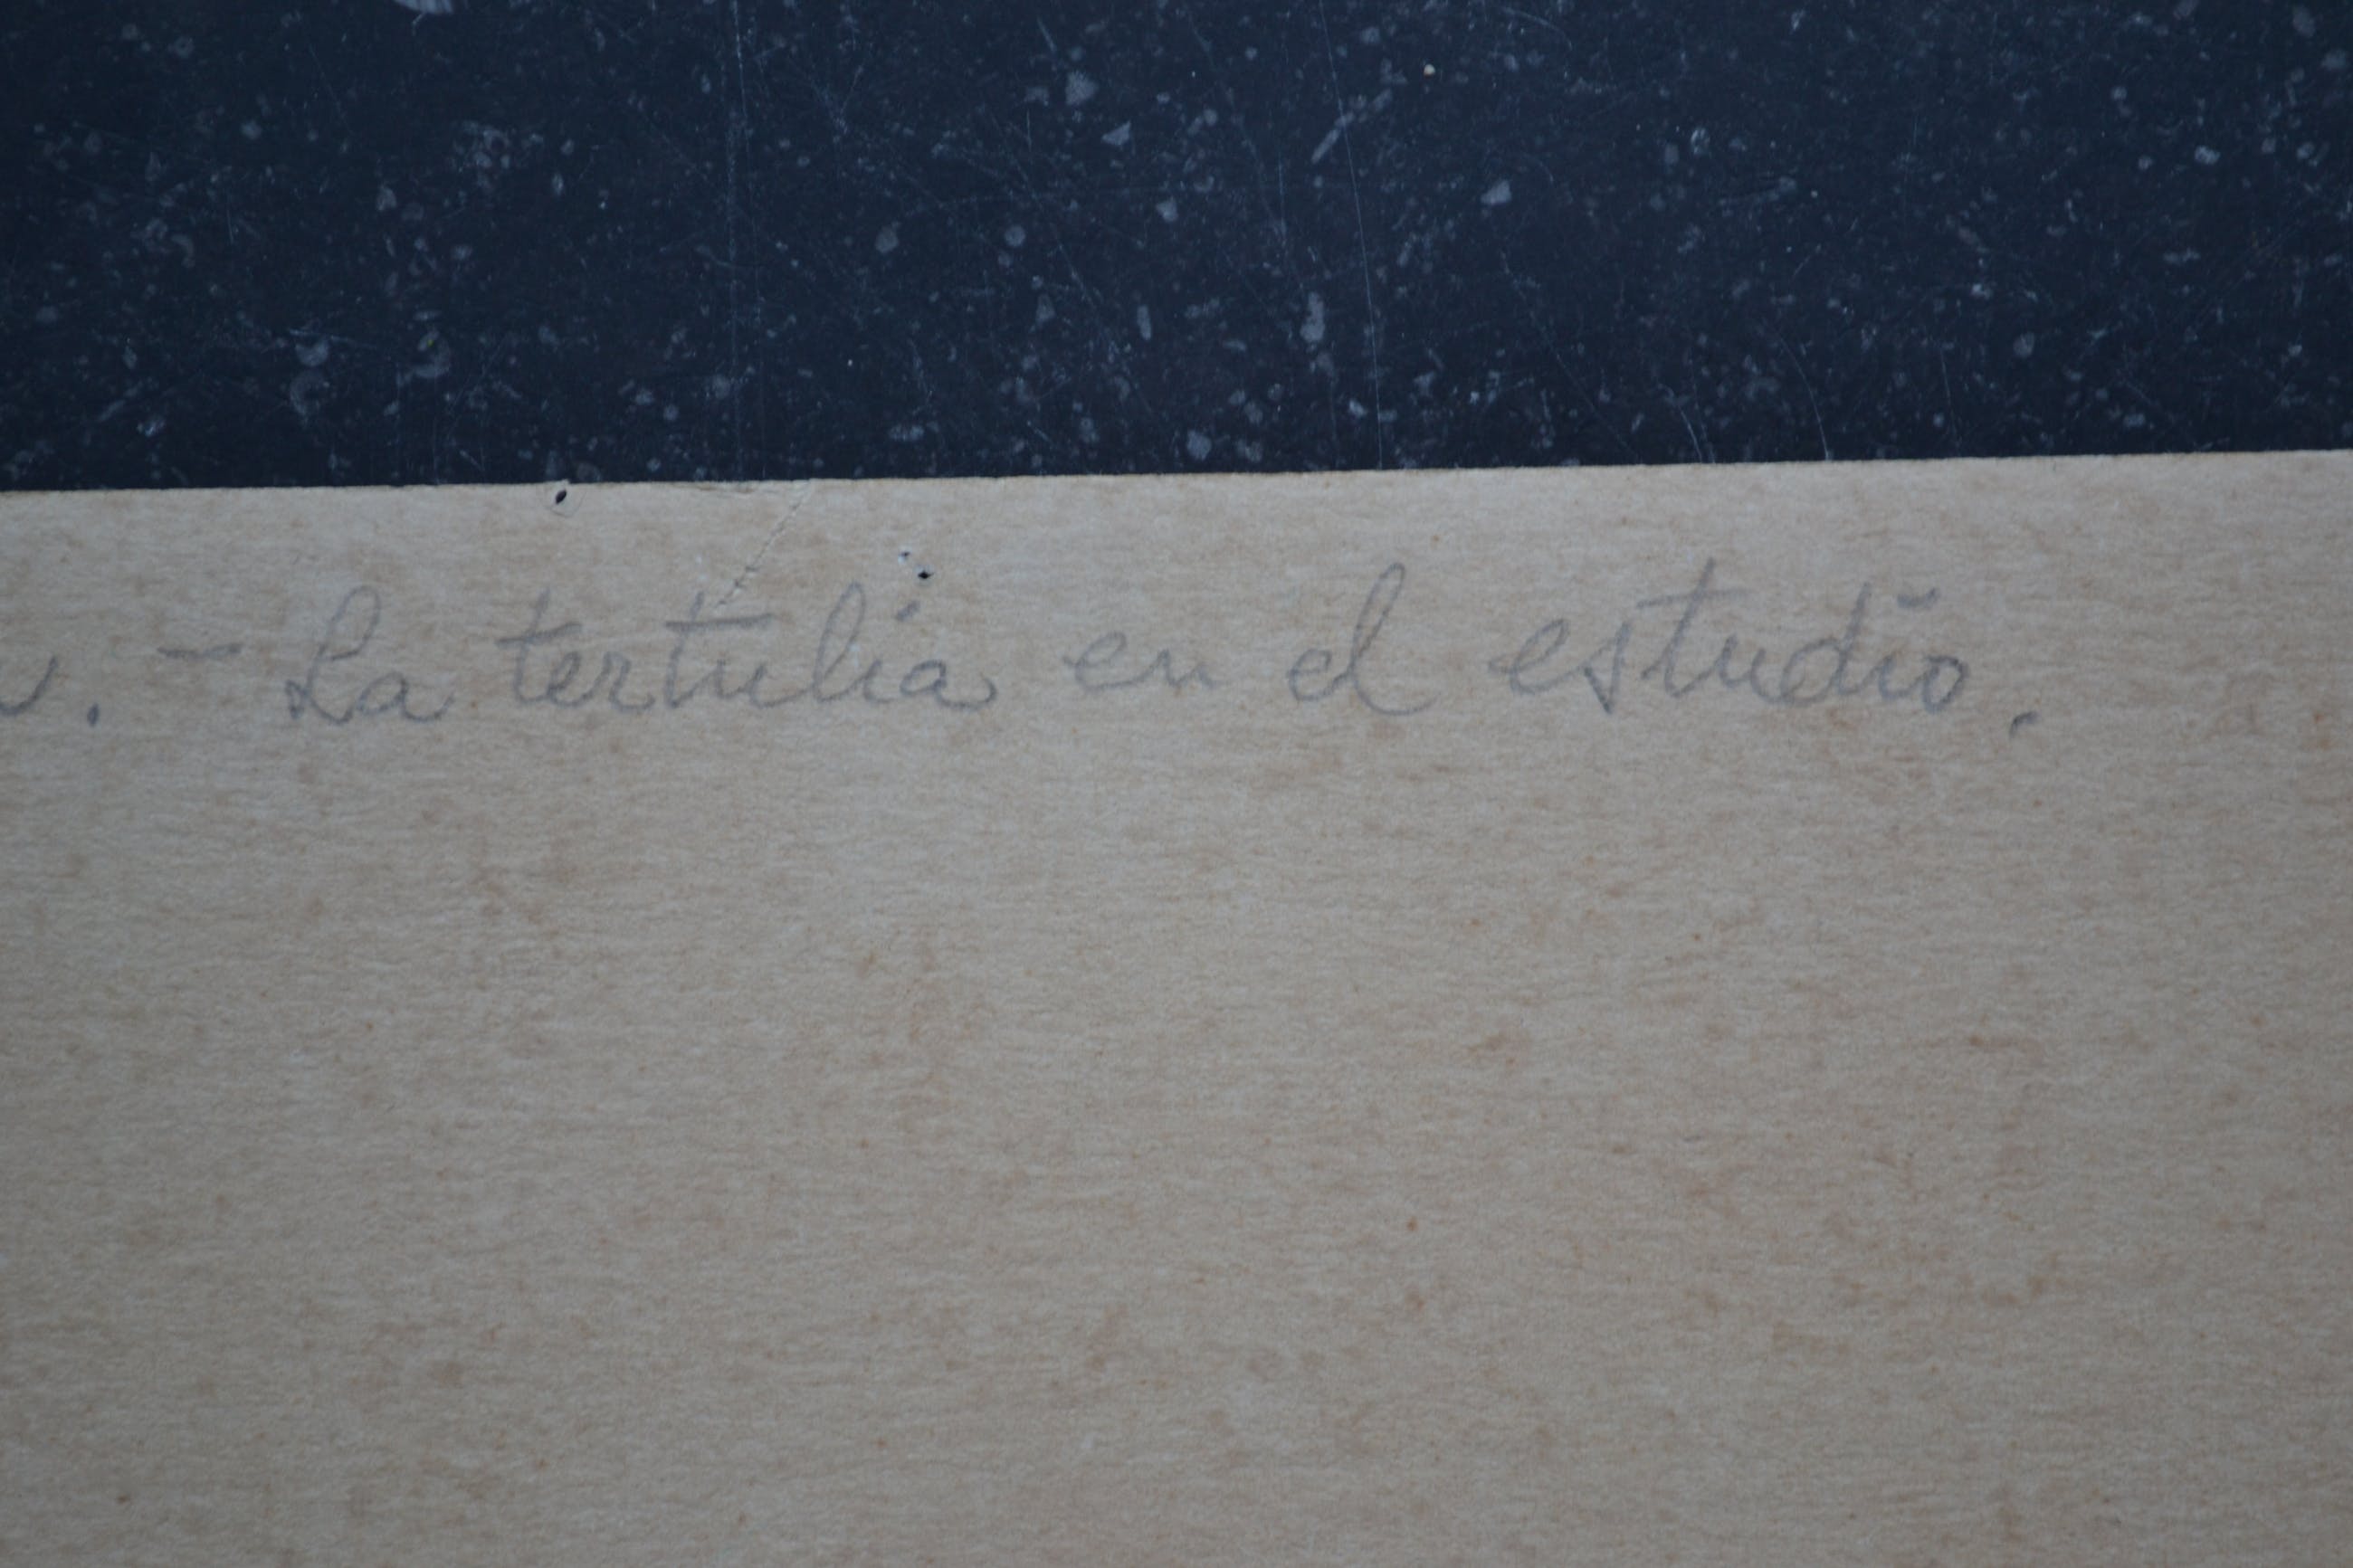 . - La tertulia en el estudio.